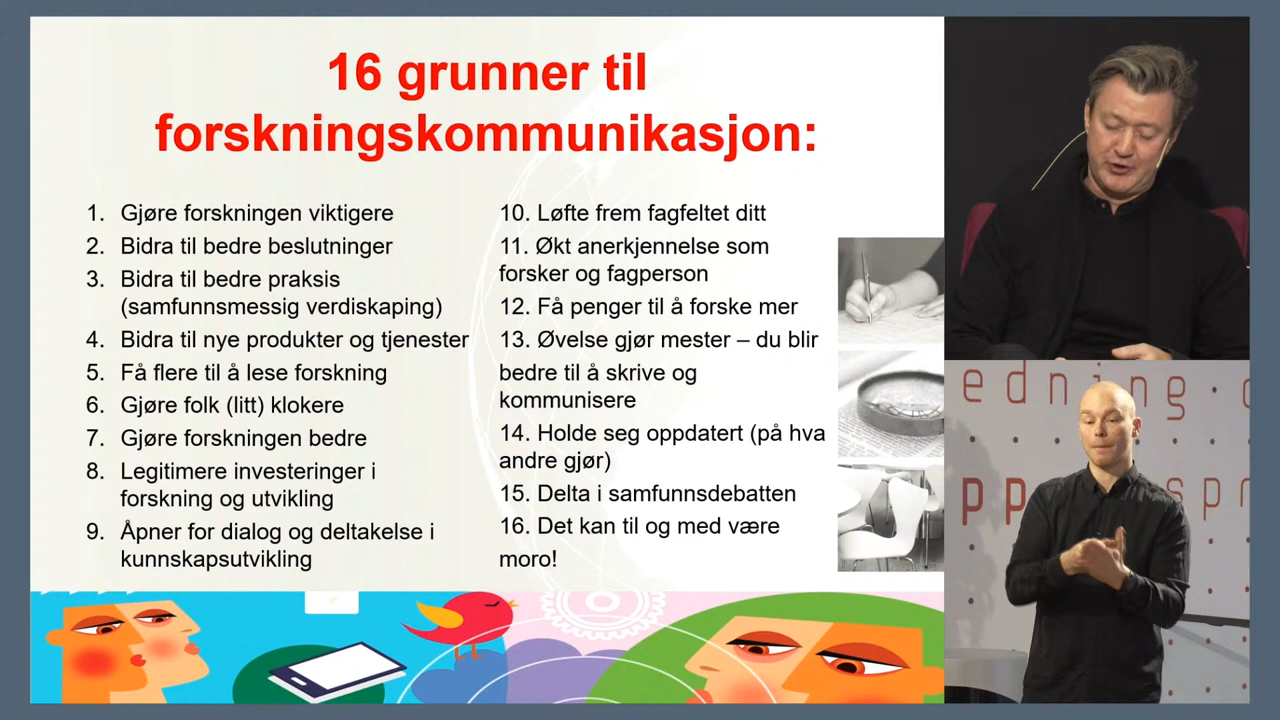 16 grunner til
forskningskommunikasjon:
1. Gjøre forskningen viktigere
2. Bidra til bedre beslutninger
3. Bidra til bedre praksis
(samfunnsmessig verdiskaping)
4. Bidra til nye produkter og tjenester
5. Få flere til å lese forskning
6. Gjøre folk (litt) klokere
7. Gjøre forskningen bedre
8. Legitimere investeringer i
forskning og utvikling
9. Åpner for dialog og deltakelse i
kunnskapsutvikling
10. Løfte frem fagfeltet ditt
11. Økt anerkjennelse som
forsker og fagperson
12. Få penger til å forske mer
13. Øvelse gjør mester – du blir
bedre til å skrive og
kommunisere
14. Holde seg oppdatert (på hva
andre gjør)
15. Delta i samfunnsdebatten
16. Det kan til og med være
moro!
edning
pp spr